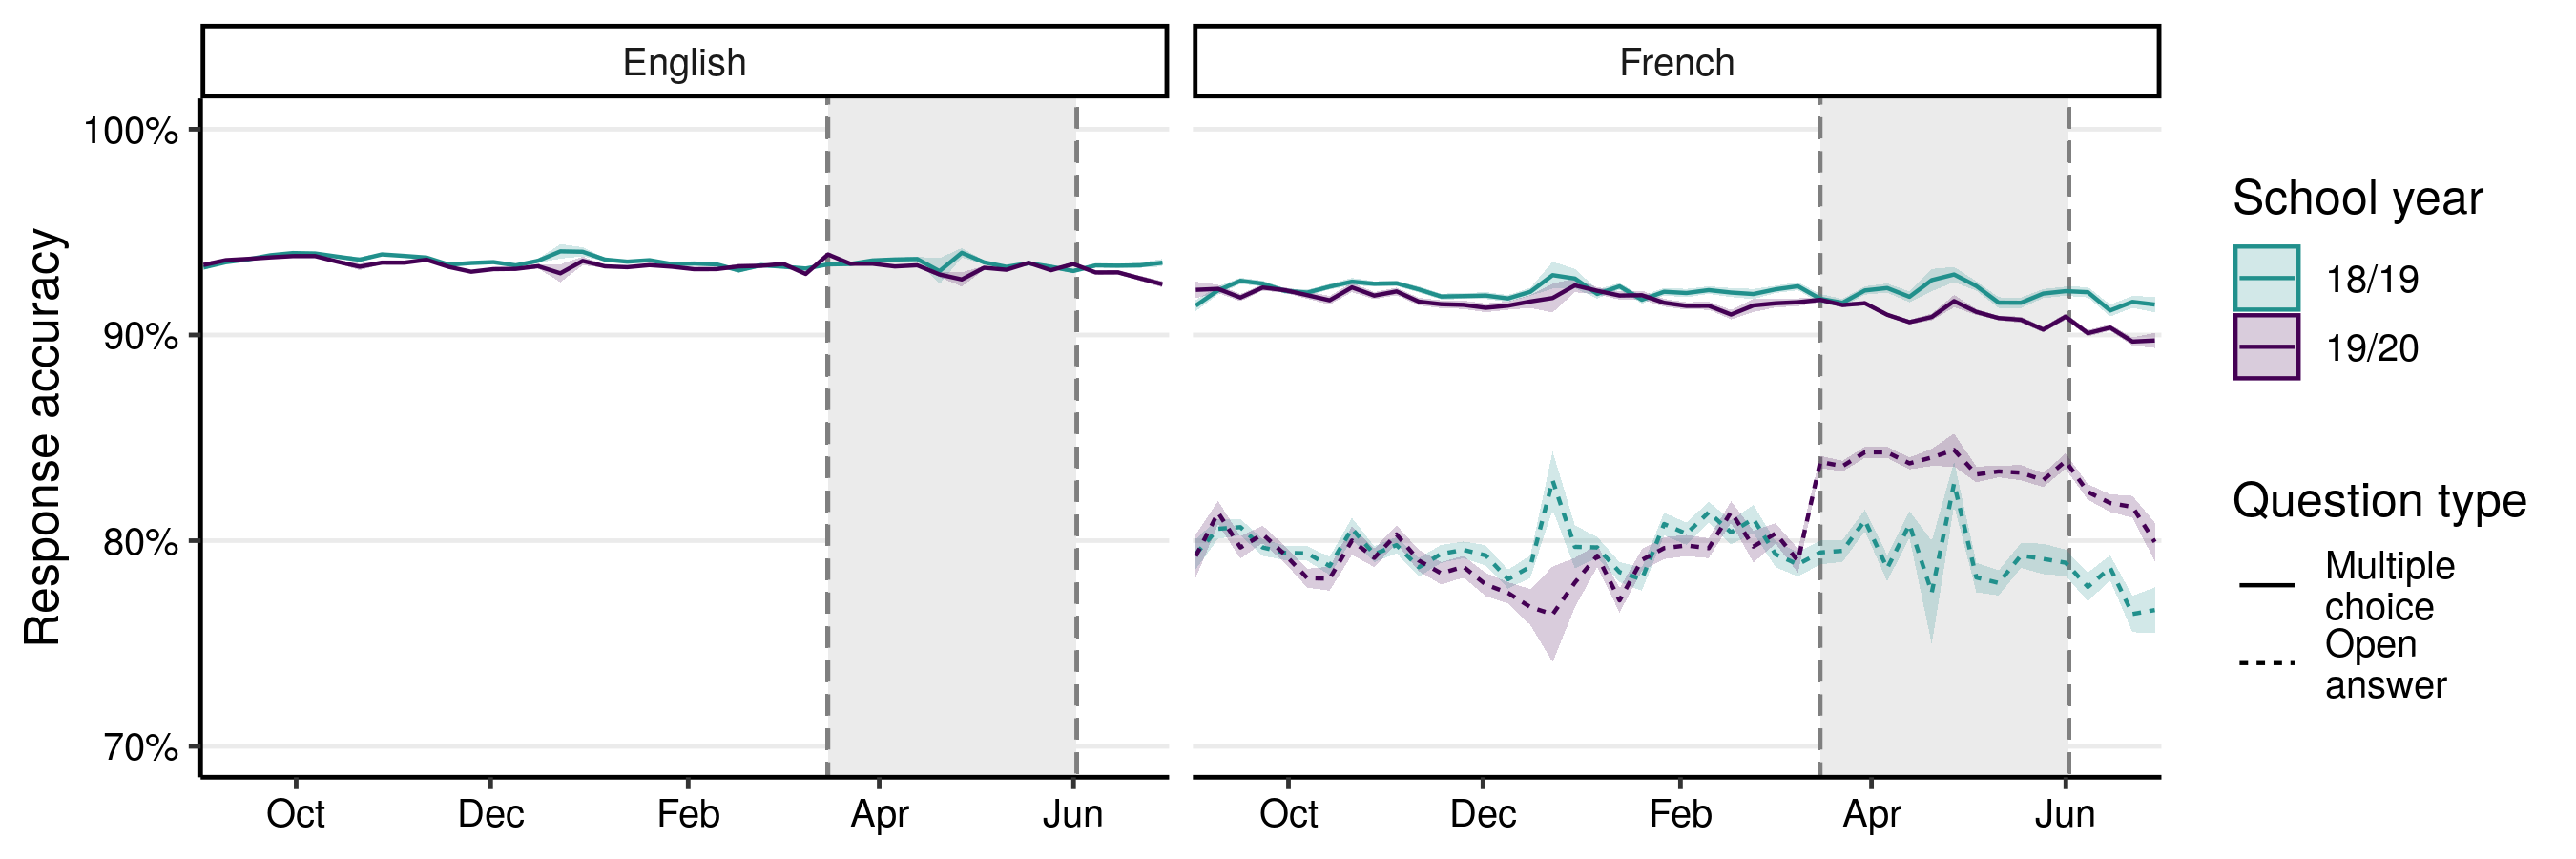 English
French
Response accuracy
100%
90%
80%
70%
Oct
Dec
Feb
Apr
Jun
Oct
Dec
Feb
Apr
Jun
School year
18/19
19/20
Question type
Multiple
choice
Open
answer